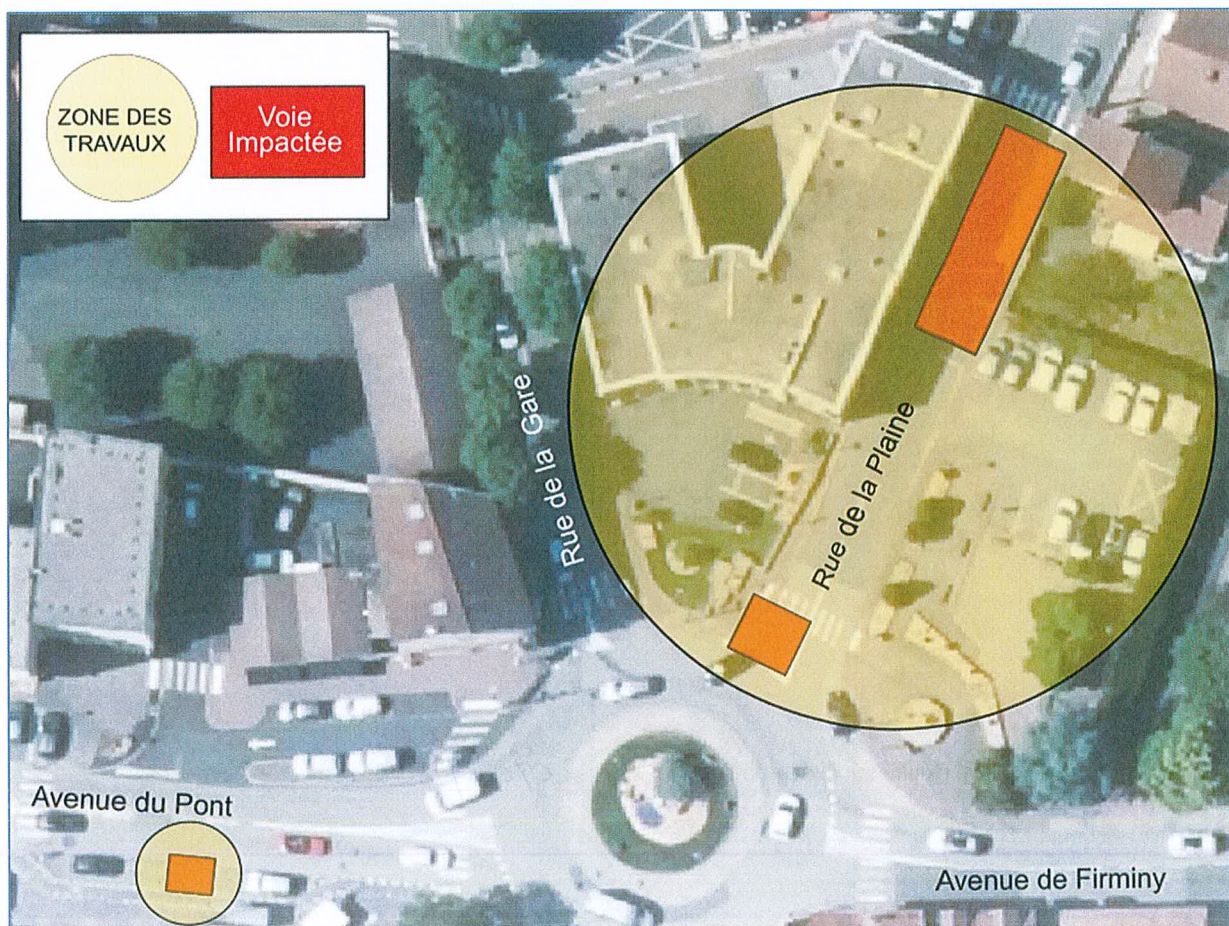 ZONE DES
TRAVAUX
Voie
Impactée
Rue de la Gare
Rue de la Plaine
Avenue du Pont
Avenue de Firminy